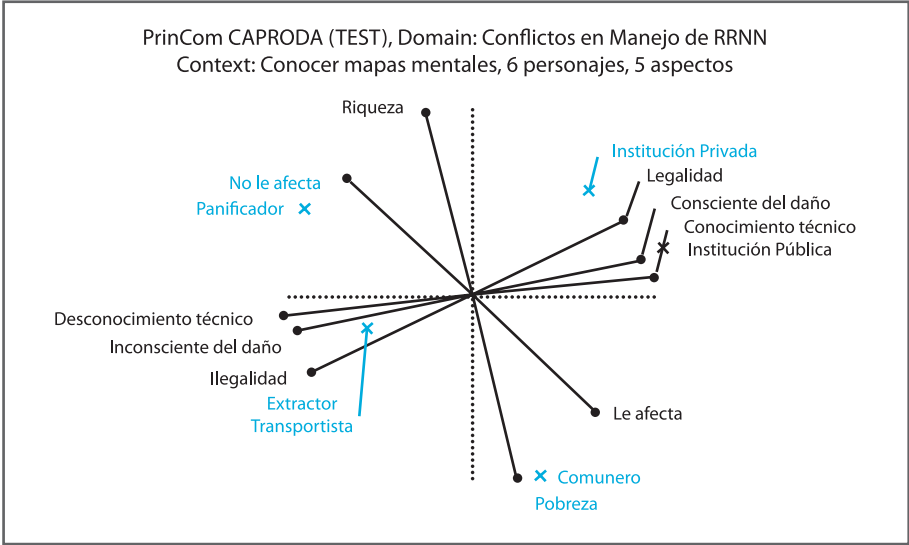 PrinCom CAPRODA (TEST), Domain: Conflictos en Manejo de RRNN
Context: Conocer mapas mentales, 6 personajes, 5 aspectos
Riqueza
Institución Privada
Legalidad
No le afecta
Consciente del daño
Panificador
Conocimiento técnico
Institución Pública
Desconocimiento técnico
Inconsciente del daño
Ilegalidad
Extractor
Transportista
Le afecta
Comunero
Pobreza